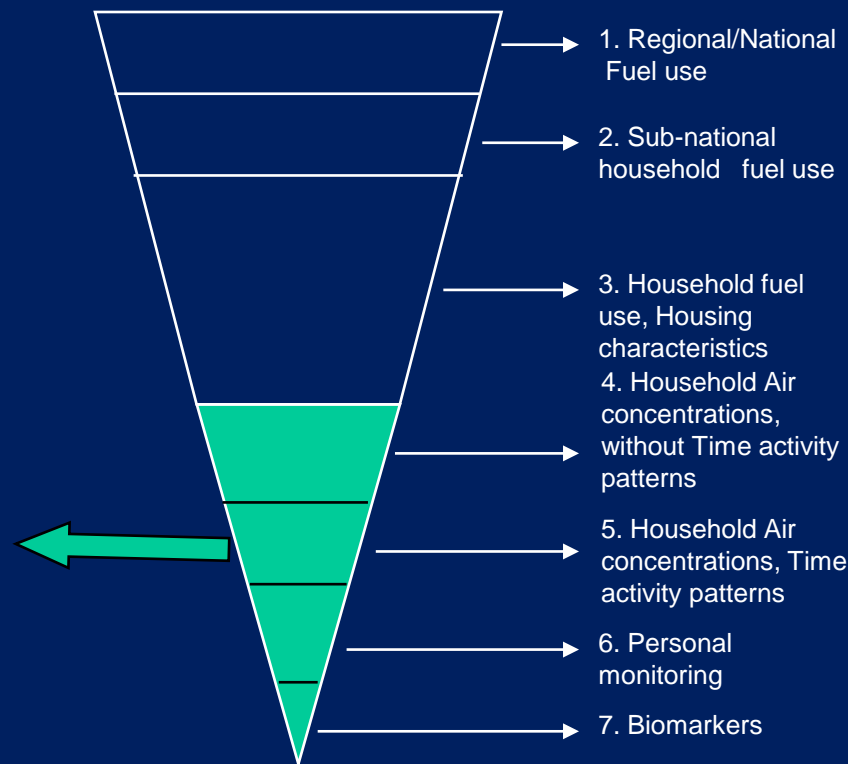 1. Regional/National
Fuel use
2. Sub-national
household fuel use
3. Household fuel
use, Housing
characteristics
4. Household Air
concentrations,
without Time activity
patterns
5. Household Air
concentrations, Time
activity patterns
6. Personal
monitoring
7. Biomarkers